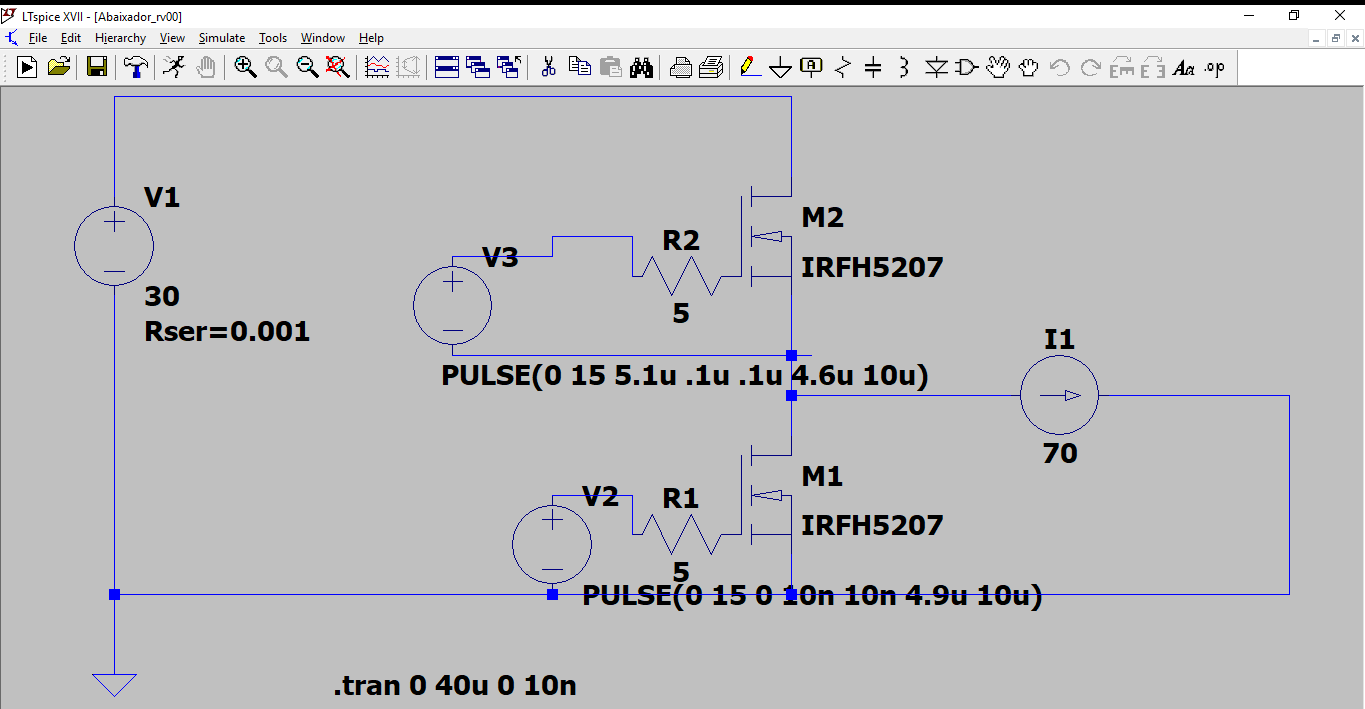 LTspice XVII - [Abaixador_rv00]
File Edit Hierarchy View Simulate Tools Window Help
A Aa .op
V1
30
Rser=0.001
V3
R2
5
M2
IRFH5207
PULSE(0 15 5.1u .1u .1u 4.6u 10u)
I1
70
V2
R1
5
M1
IRFH5207
PULSE(0 15 0 10n 10n 4.9u 10u)
.tran 0 40u 0 10n